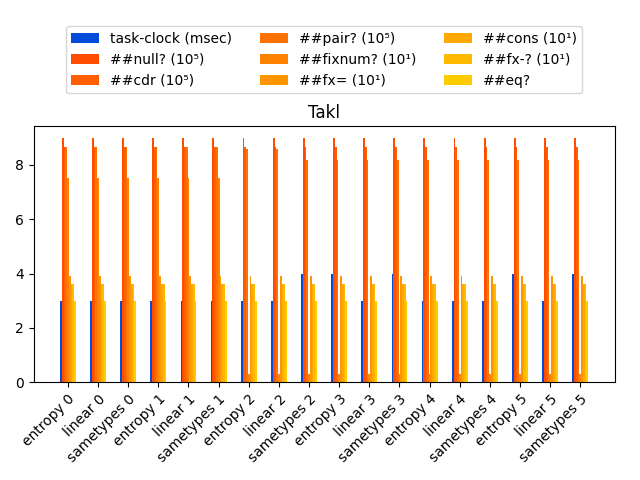 task-clock (msec)
##null? (10⁵)
##cdr (10⁵)
##pair? (10⁵)
##fixnum? (10¹)
##fx= (10¹)
##cons (10¹)
##fx-? (10¹)
##eq?
Takl
8
6
4
2
0
entropy 0
linear 0
sametypes 0
entropy 1
linear 1
sametypes 1
entropy 2
linear 2
sametypes 2
entropy 3
linear 3
sametypes 3
entropy 4
linear 4
sametypes 4
entropy 5
linear 5
sametypes 5